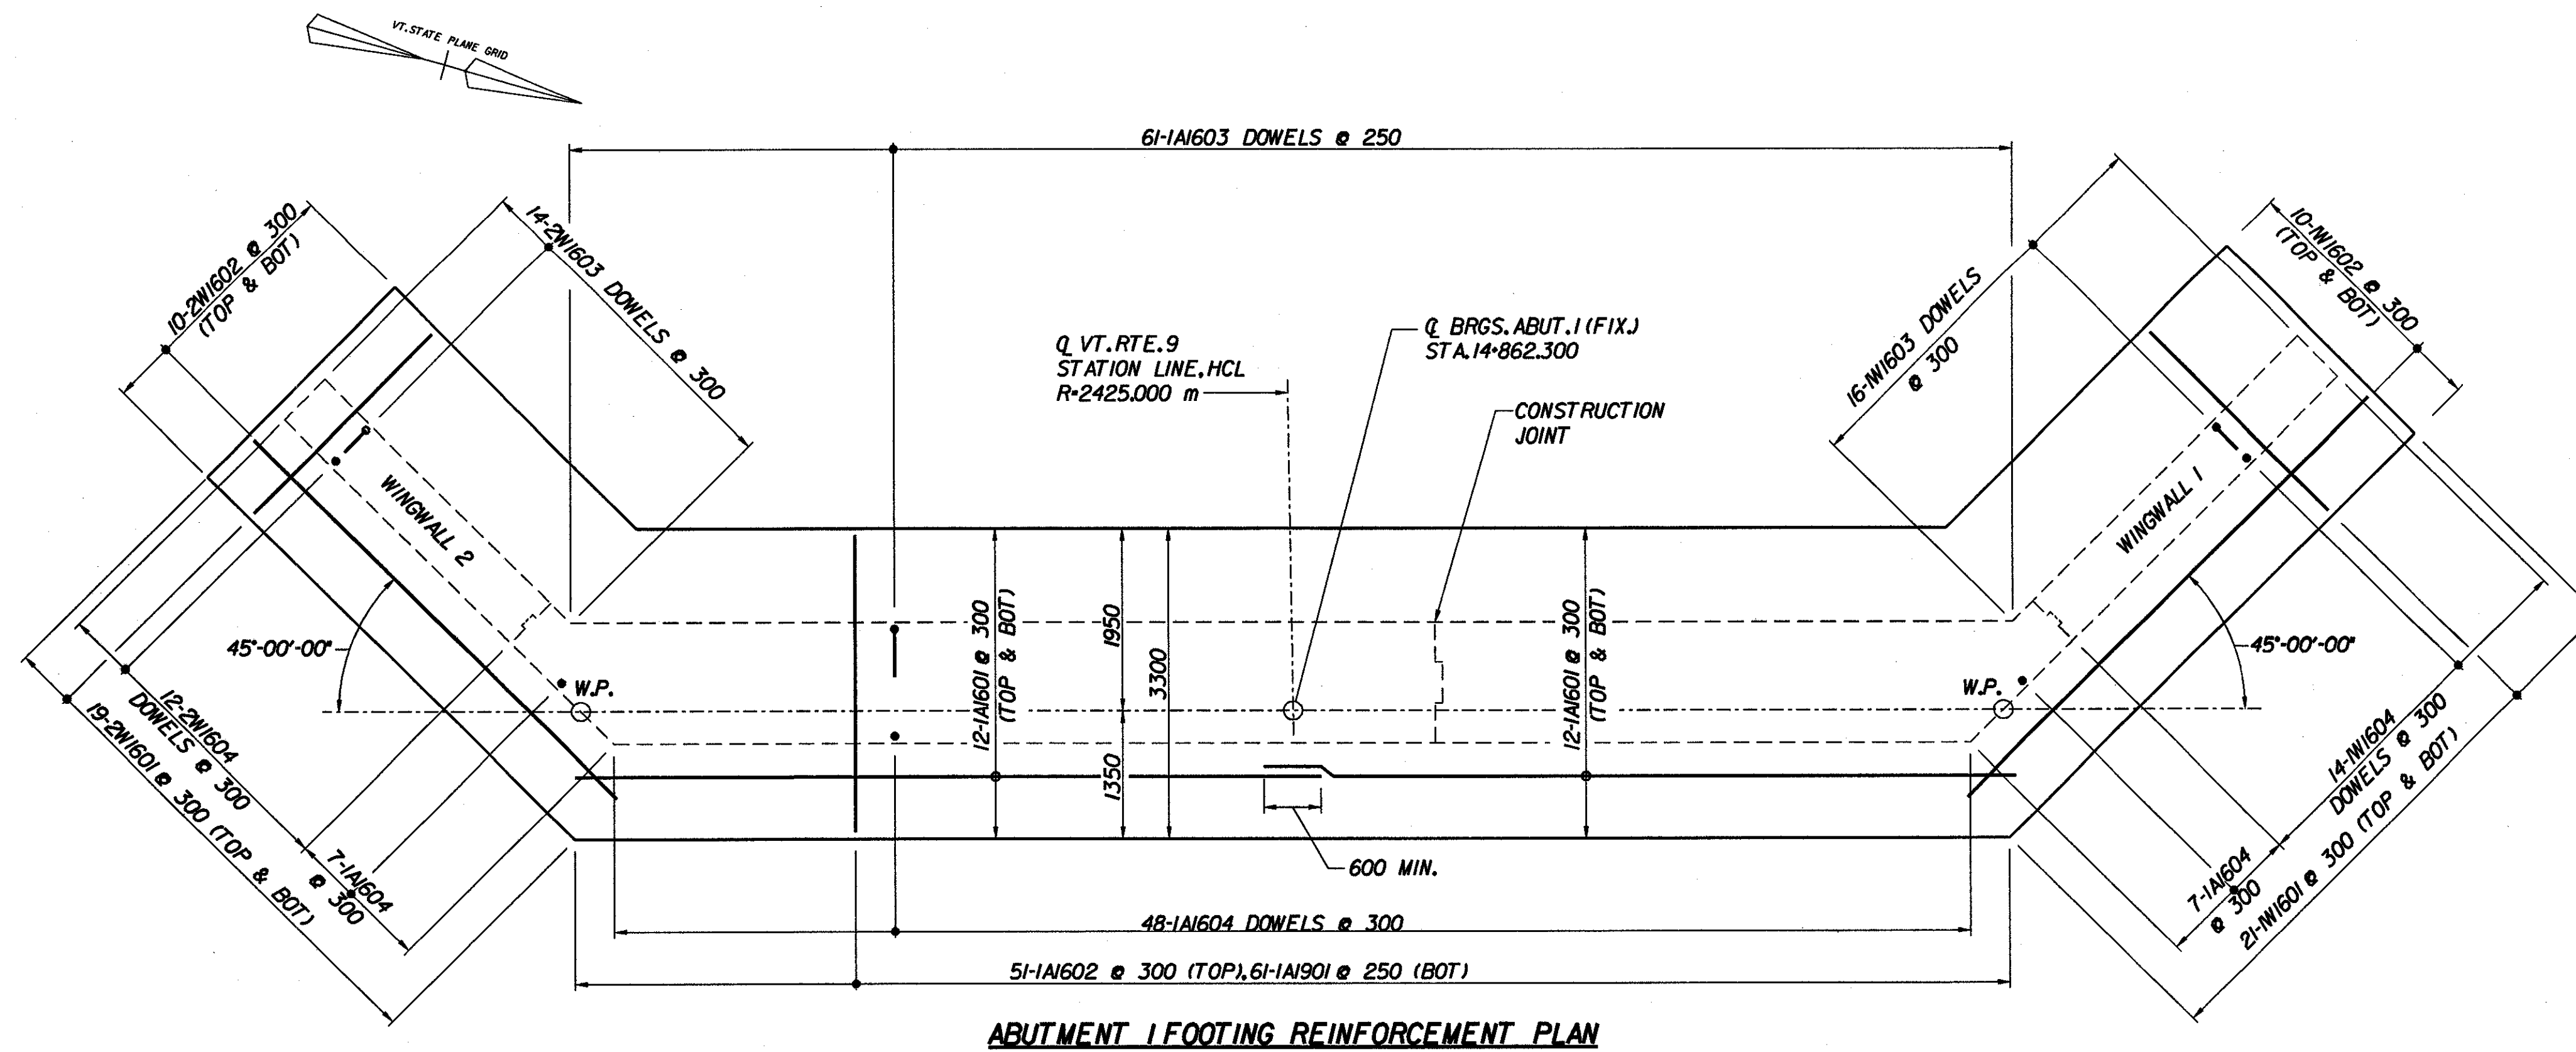 VT. STATE PLANE GRID
61-1A1603 DOWELS @ 250
10-2W1602 @ 300
(TOP & BOT)
14-2W1603 DOWELS @ 300
16-1W1603 DOWELS
@ 300
10-1W1602 @ 300
(TOP & BOT)
℄ VT. RTE. 9
STATION LINE, HCL
R=2425.000 m
℄ BRGS. ABUT. 1 (FIX.)
STA. 14+862.300
CONSTRUCTION
JOINT
WINGWALL 2
WINGWALL 1
45°-00'-00"
45°-00'-00"
W.P.
W.P.
12-1A1601 @ 300
(TOP & BOT)
1950
3300
1350
12-1A1601 @ 300
(TOP & BOT)
600 MIN.
12-2W1604
DOWELS @ 300
19-2W1601 @ 300 (TOP & BOT)
7-1A1604
@ 300
14-1W1604
DOWELS @ 300
7-1A1604
@ 300
21-1W1601 @ 300 (TOP & BOT)
48-1A1604 DOWELS @ 300
51-1A1602 @ 300 (TOP), 61-1A1901 @ 250 (BOT)
ABUTMENT 1 FOOTING REINFORCEMENT PLAN